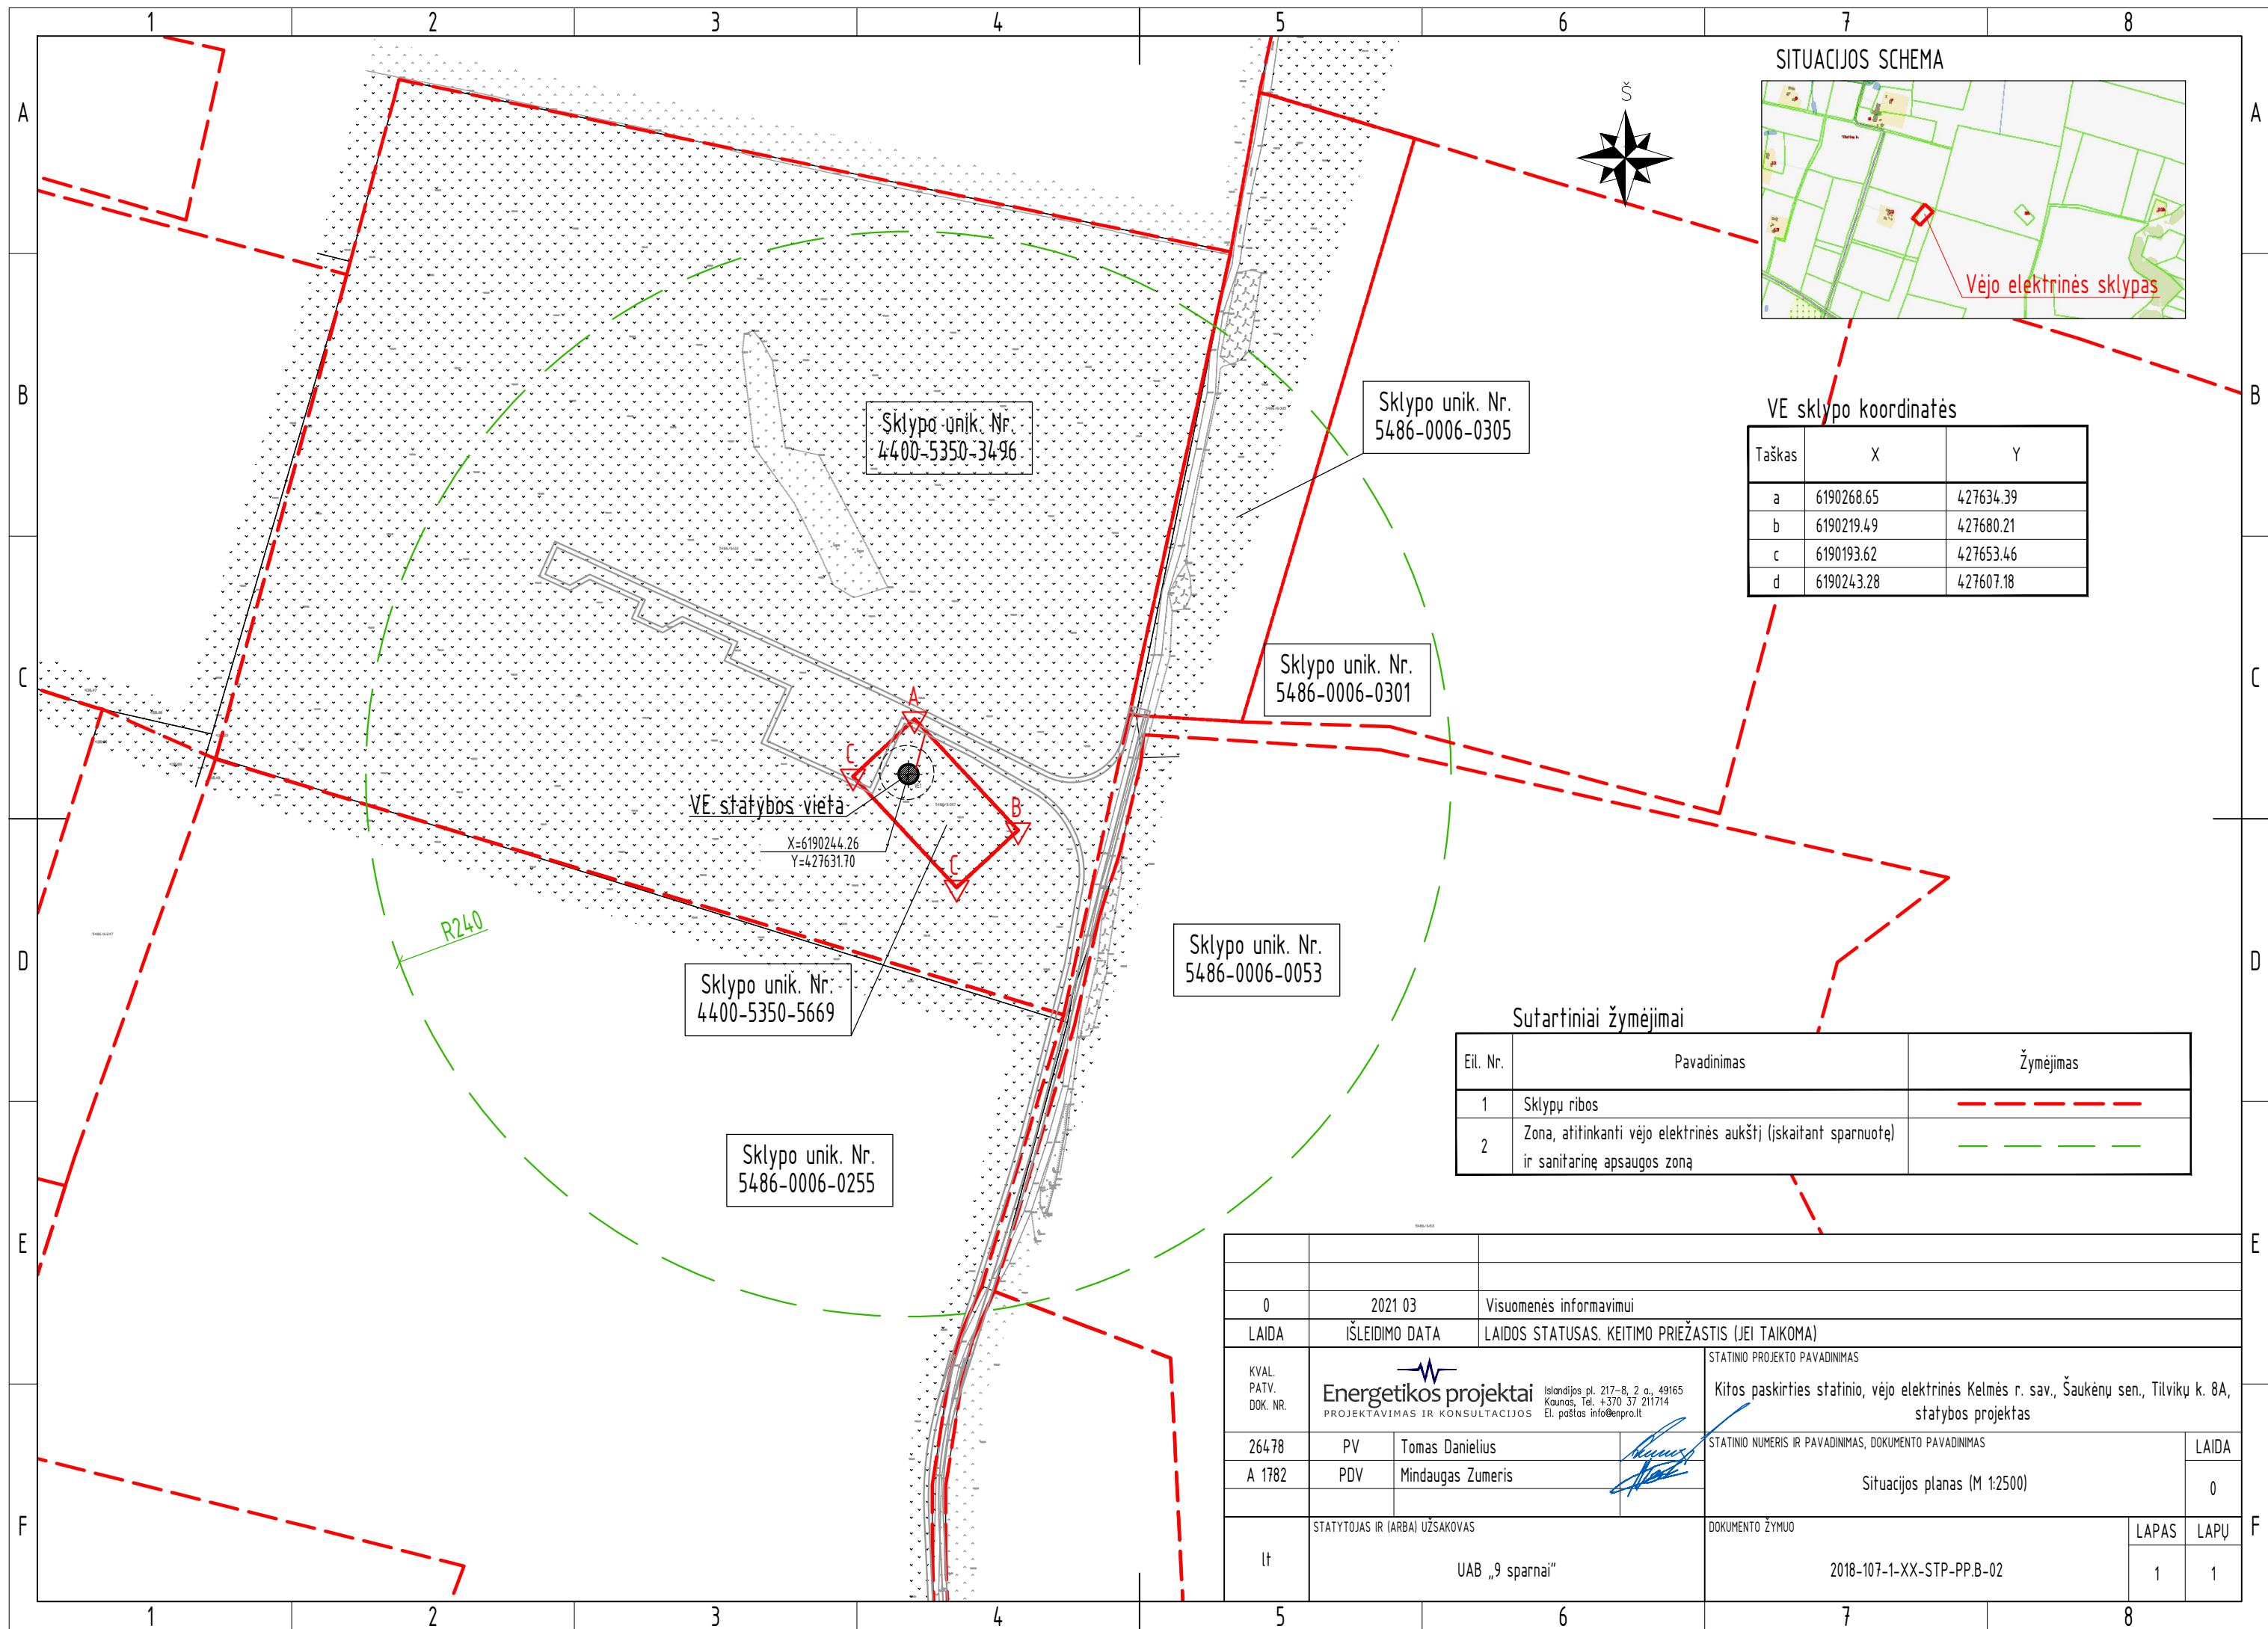 1 2 3 4 5 6 7 8
A
B
C
D
E
F
A
B
C
D
E
F
1 2 3 4 5 6 7 8
Š
SITUACIJOS SCHEMA
Vėjo elektrinės sklypas
Sklypo unik. Nr.
4400-5350-3496
Sklypo unik. Nr.
5486-0006-0305
Sklypo unik. Nr.
5486-0006-0301
Sklypo unik. Nr.
5486-0006-0053
Sklypo unik. Nr.
4400-5350-5669
Sklypo unik. Nr.
5486-0006-0255
A
C
B
C
VE statybos vieta
X=6190244.26
Y=427631.70
R240
VE sklypo koordinatės
Taškas X Y
a 6190268.65 427634.39
b 6190219.49 427680.21
c 6190193.62 427653.46
d 6190243.28 427607.18
Sutartiniai žymėjimai
Eil. Nr. Pavadinimas Žymėjimas
1 Sklypų ribos
2 Zona, atitinkanti vėjo elektrinės aukštį (įskaitant sparnuotę)
ir sanitarinę apsaugos zoną
0 2021 03 Visuomenės informavimui
LAIDA IŠLEIDIMO DATA LAIDOS STATUSAS. KEITIMO PRIEŽASTIS (JEI TAIKOMA)
KVAL.
PATV.
DOK. NR.
Energetikos projektai
PROJEKTAVIMAS IR KONSULTACIJOS
Islandijos pl. 217-8, 2 a., 49165
Kaunas, Tel. +370 37 211714
El. paštas info@enpro.lt
STATINIO PROJEKTO PAVADINIMAS
Kitos paskirties statinio, vėjo elektrinės Kelmės r. sav., Šaukėnų sen., Tilvikų k. 8A,
statybos projektas
26478 PV Tomas Danielius
A 1782 PDV Mindaugas Zumeris
STATINIO NUMERIS IR PAVADINIMAS, DOKUMENTO PAVADINIMAS
Situacijos planas (M 1:2500)
LAIDA
0
lt
STATYTOJAS IR (ARBA) UŽSAKOVAS
UAB „9 sparnai"
DOKUMENTO ŽYMUO
2018-107-1-XX-STP-PP.B-02
LAPAS LAPŲ
1 1